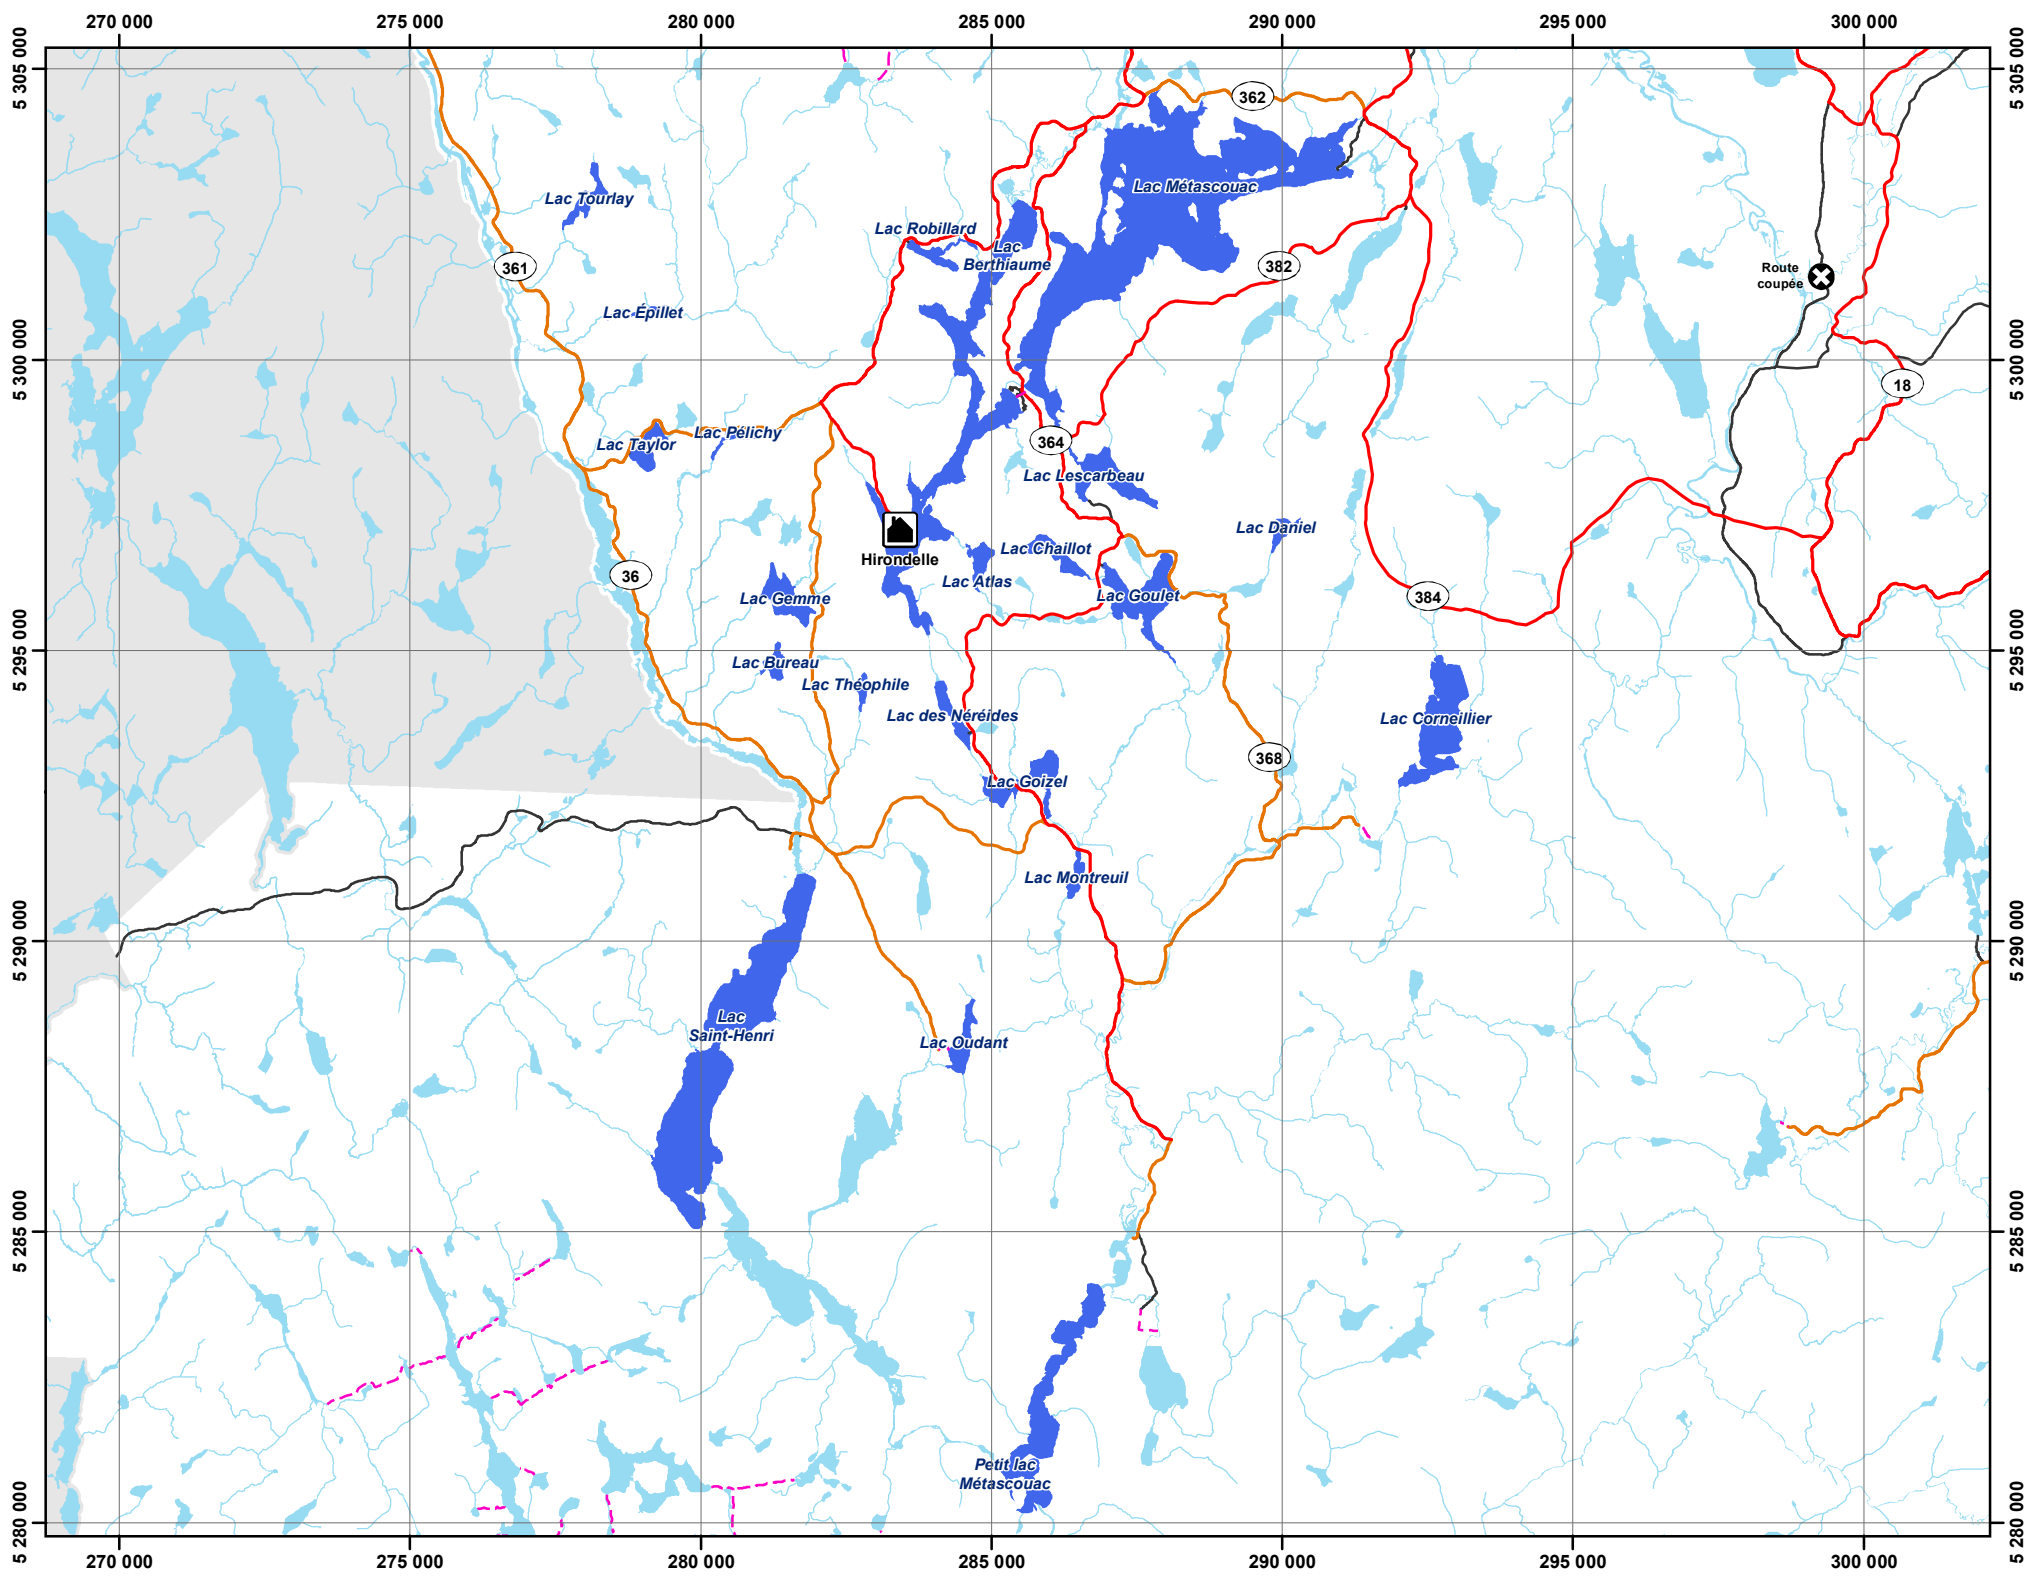 270 000
275 000
280 000
285 000
290 000
295 000
300 000
5 305 000
5 305 000
362
Lac Métascouac
Lac Tourlay
Lac Robillard
Lac
Berthiaume
361
382
Route
coupée
Lac Épillet
5 300 000
5 300 000
18
Lac Taylor
Lac Pélichy
364
Lac Lescarbeau
Lac Daniel
Hirondelle
Lac Chaillot
36
Lac Atlas
Lac Gemme
Lac Goulet
384
5 295 000
5 295 000
Lac Bureau
Lac Théophile
Lac des Néréides
Lac Corneillier
368
Lac Goizel
Lac Montreuil
5 290 000
5 290 000
Lac
Saint-Henri
Lac Oudant
5 285 000
5 285 000
Petit lac
Métascouac
5 280 000
5 280 000
270 000
275 000
280 000
285 000
290 000
295 000
300 000